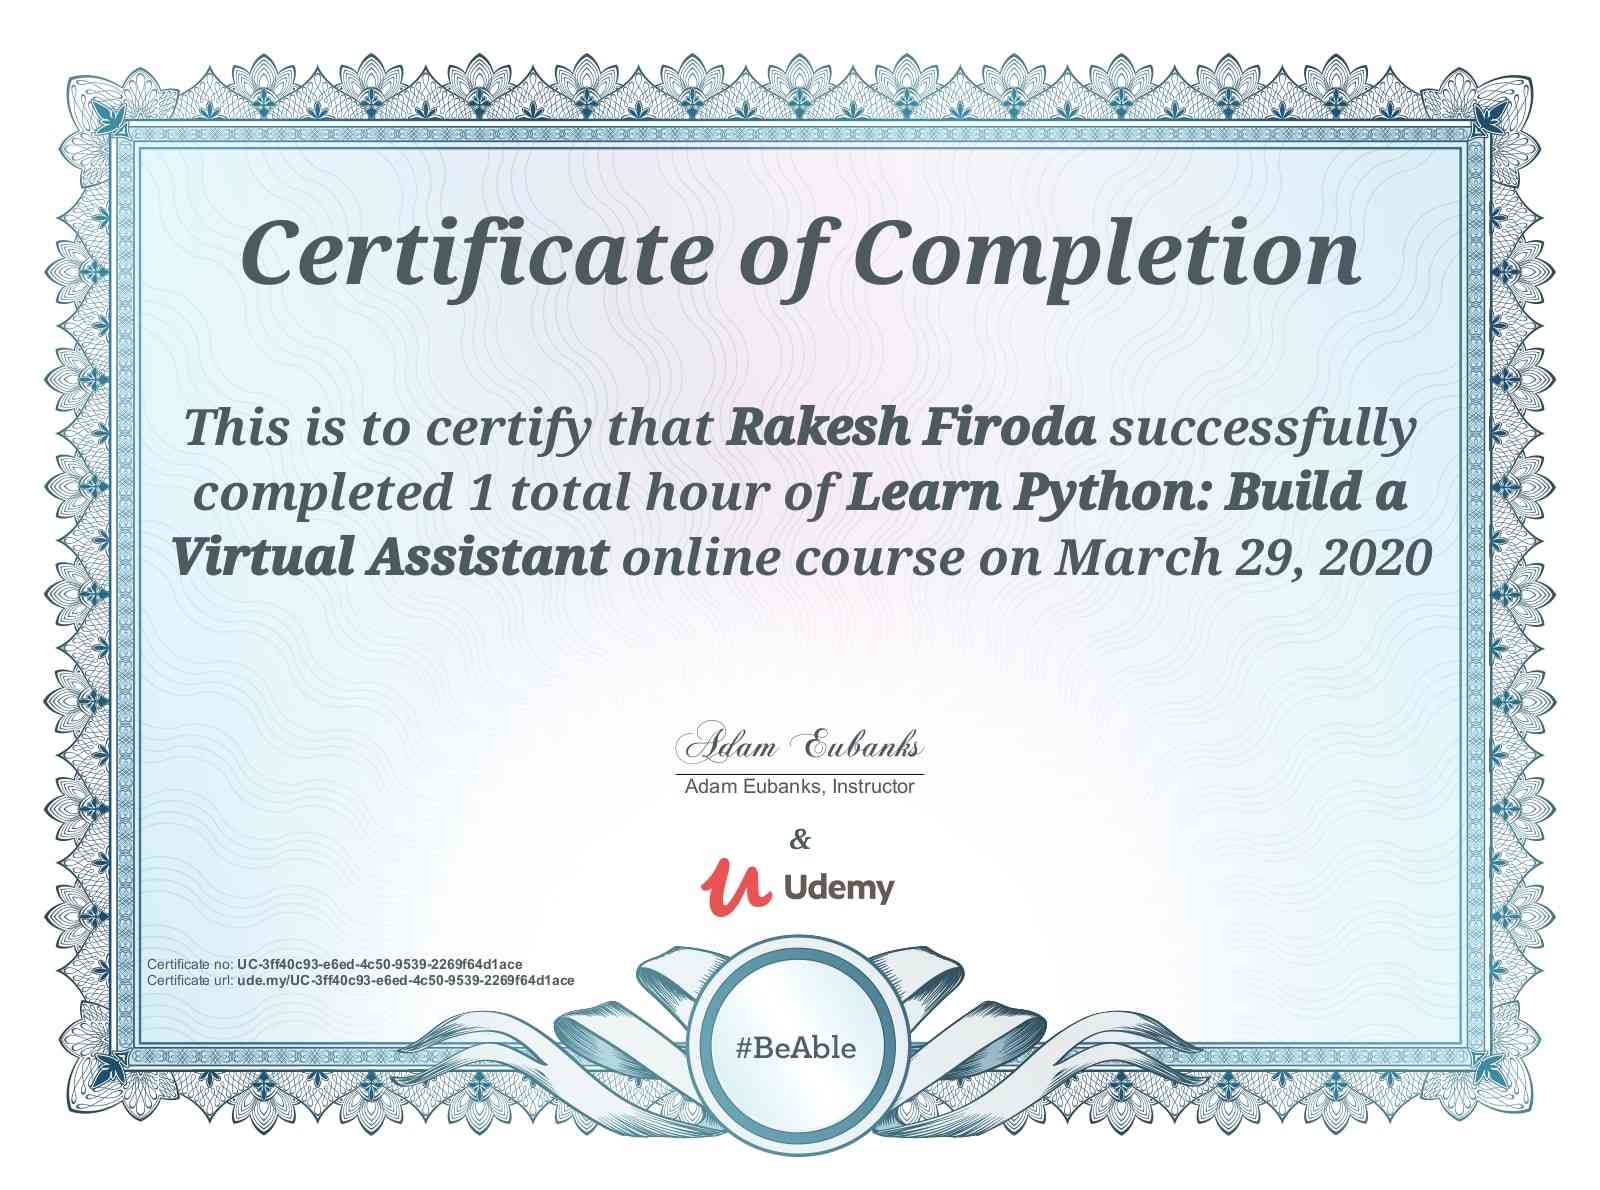 Certificate of Completion
This is to certify that Rakesh Firoda successfully
completed 1 total hour of Learn Python: Build a
Virtual Assistant online course on March 29, 2020
Adam Eubanks
Adam Eubanks, Instructor
&
Udemy
Certificate no: UC-3ff40c93-e6ed-4c50-9539-2269f64d1ace
Certificate url: ude.my/UC-3ff40c93-e6ed-4c50-9539-2269f64d1ace
#BeAble